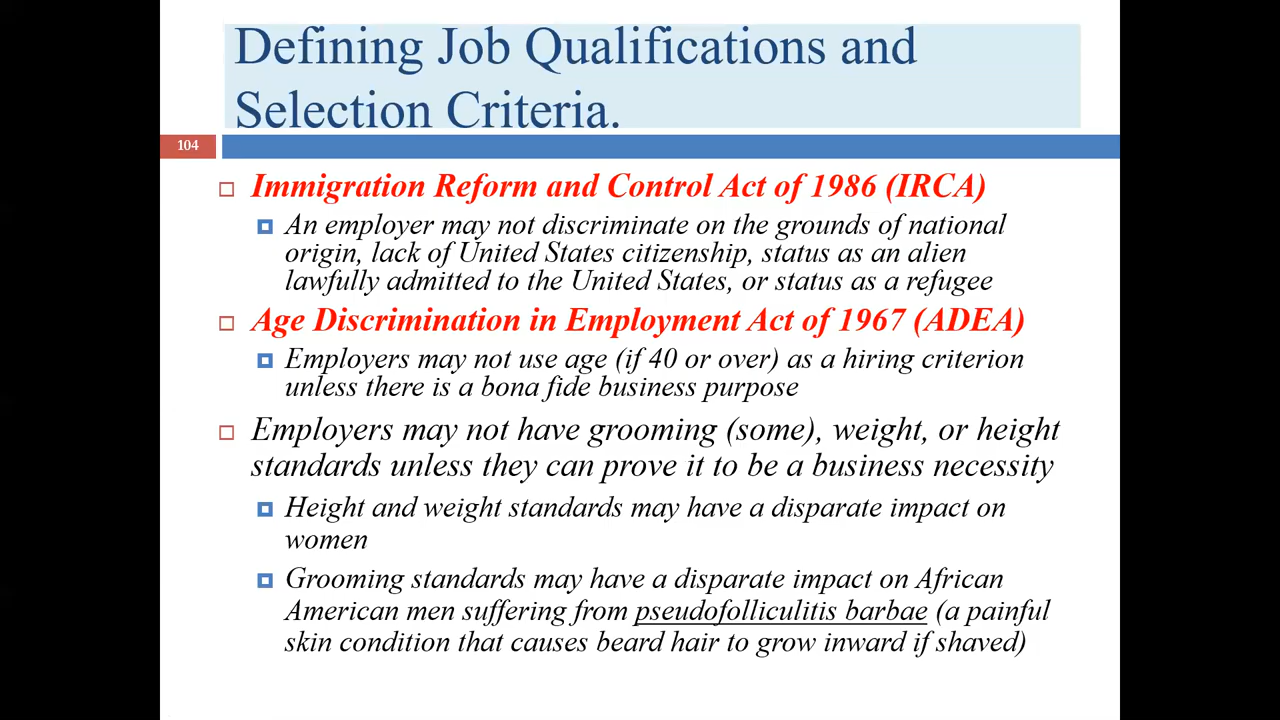 Defining Job Qualifications and
Selection Criteria.
104
Immigration Reform and Control Act of 1986 (IRCA)
An employer may not discriminate on the grounds of national
origin, lack of United States citizenship, status as an alien
lawfully admitted to the United States, or status as a refugee
Age Discrimination in Employment Act of 1967 (ADEA)
Employers may not use age (if 40 or over) as a hiring criterion
unless there is a bona fide business purpose
Employers may not have grooming (some), weight, or height
standards unless they can prove it to be a business necessity
Height and weight standards may have a disparate impact on
women
Grooming standards may have a disparate impact on African
American men suffering from pseudofolliculitis barbae (a painful
skin condition that causes beard hair to grow inward if shaved)